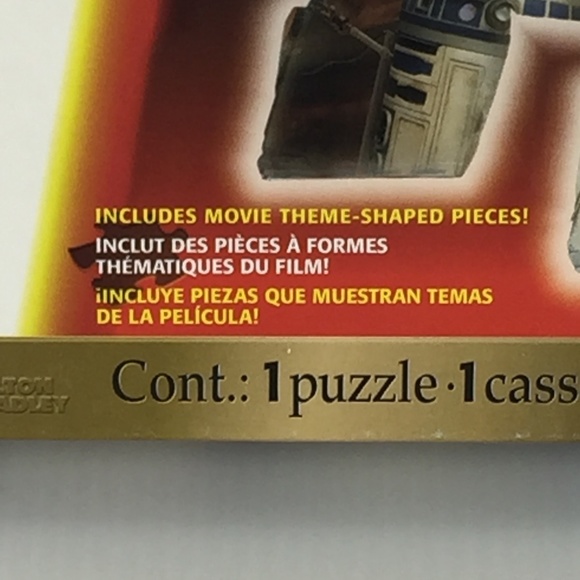 INCLUDES MOVIE THEME-SHAPED PIECES!
INCLUT DES PIÈCES À FORMES
THÉMATIQUES DU FILM!
¡INCLUYE PIEZAS QUE MUESTRAN TEMAS
DE LA PELÍCULA!
Cont.: 1 puzzle · 1 cass